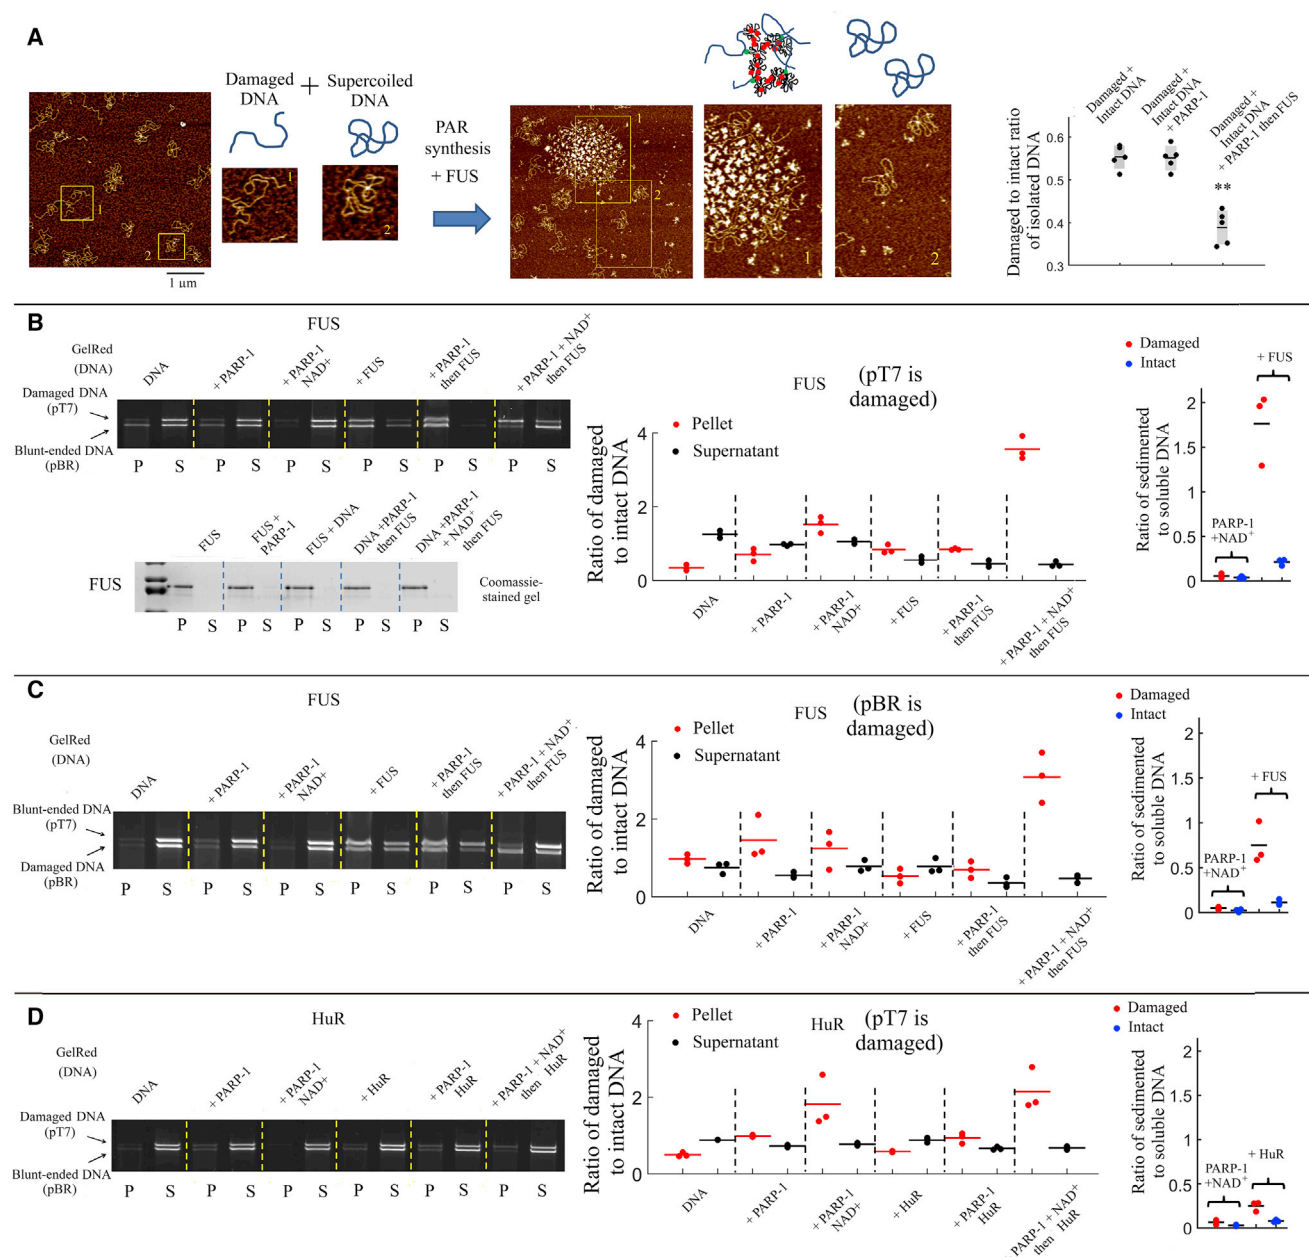 A
Damaged DNA
+
Supercoiled DNA
1
2
1
2
1 μm
PAR synthesis
+ FUS
1
2
1
2
Damaged to intact ratio
of isolated DNA
0.6
0.5
0.4
0.3
Damaged +
Intact DNA
Damaged +
Intact DNA
+ PARP-1
Damaged +
Intact DNA
+ PARP-1 then FUS
**
B
FUS
GelRed
(DNA)
DNA
+ PARP-1
+ PARP-1
NAD+
+ FUS
+ PARP-1
then FUS
+ PARP-1 + NAD+
then FUS
Damaged DNA
(pT7)
Blunt-ended DNA
(pBR)
P S P S P S P S P S P S
FUS
FUS +
PARP-1
FUS + DNA
DNA +PARP-1
then FUS
DNA +PARP-1
+ NAD+
then FUS
FUS
Coomassie-
stained gel
P S P S P S P S P S
FUS
(pT7 is
damaged)
Pellet
Supernatant
Ratio of damaged
to intact DNA
4
2
0
DNA
+ PARP-1
+ PARP-1
NAD+
+ FUS
+ PARP-1
then FUS
+ PARP-1 + NAD+
then FUS
Damaged
Intact
+ FUS
PARP-1
+NAD+
Ratio of sedimented
to soluble DNA
2
1.5
1
0.5
0
C
FUS
GelRed
(DNA)
DNA
+ PARP-1
+ PARP-1
NAD+
+ FUS
+ PARP-1
then FUS
+ PARP-1 + NAD+
then FUS
Blunt-ended DNA
(pT7)
Damaged DNA
(pBR)
P S P S P S P S P S P S
FUS
(pBR is
damaged)
Pellet
Supernatant
Ratio of damaged
to intact DNA
4
2
0
DNA
+ PARP-1
+ PARP-1
NAD+
+ FUS
+ PARP-1
then FUS
+ PARP-1 + NAD+
then FUS
Damaged
Intact
+ FUS
PARP-1
+NAD+
Ratio of sedimented
to soluble DNA
2
1.5
1
0.5
0
D
HuR
GelRed
(DNA)
DNA
+ PARP-1
+ PARP-1
NAD+
+ HuR
+ PARP-1
HuR
+ PARP-1 + NAD+
then HuR
Damaged DNA
(pT7)
Blunt-ended DNA
(pBR)
P S P S P S P S P S P S
HuR
(pT7 is
damaged)
Pellet
Supernatant
Ratio of damaged
to intact DNA
4
2
0
DNA
+ PARP-1
+ PARP-1
NAD+
+ HuR
+ PARP-1
HuR
PARP-1 + NAD+
then HuR
Damaged
Intact
+ HuR
PARP-1
+NAD+
Ratio of sedimented
to soluble DNA
2
1.5
1
0.5
0